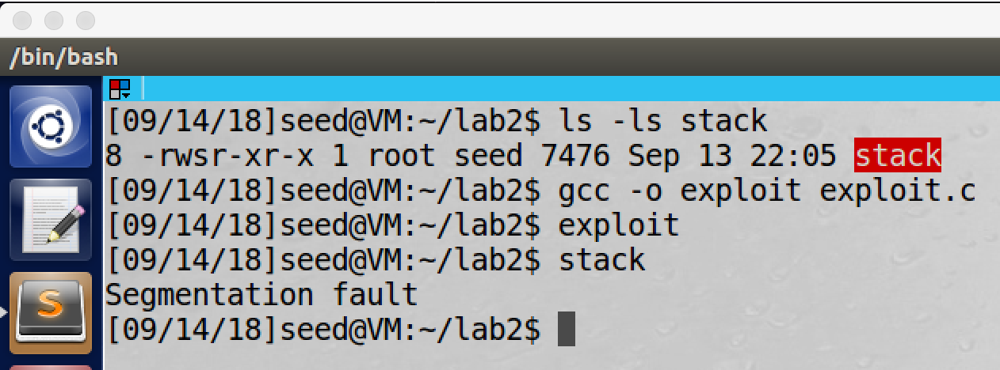 /bin/bash
[09/14/18]seed@VM:~/lab2$ ls -ls stack
8 -rwsr-xr-x 1 root seed 7476 Sep 13 22:05 stack
[09/14/18]seed@VM:~/lab2$ gcc -o exploit exploit.c
[09/14/18]seed@VM:~/lab2$ exploit
[09/14/18]seed@VM:~/lab2$ stack
Segmentation fault
[09/14/18]seed@VM:~/lab2$